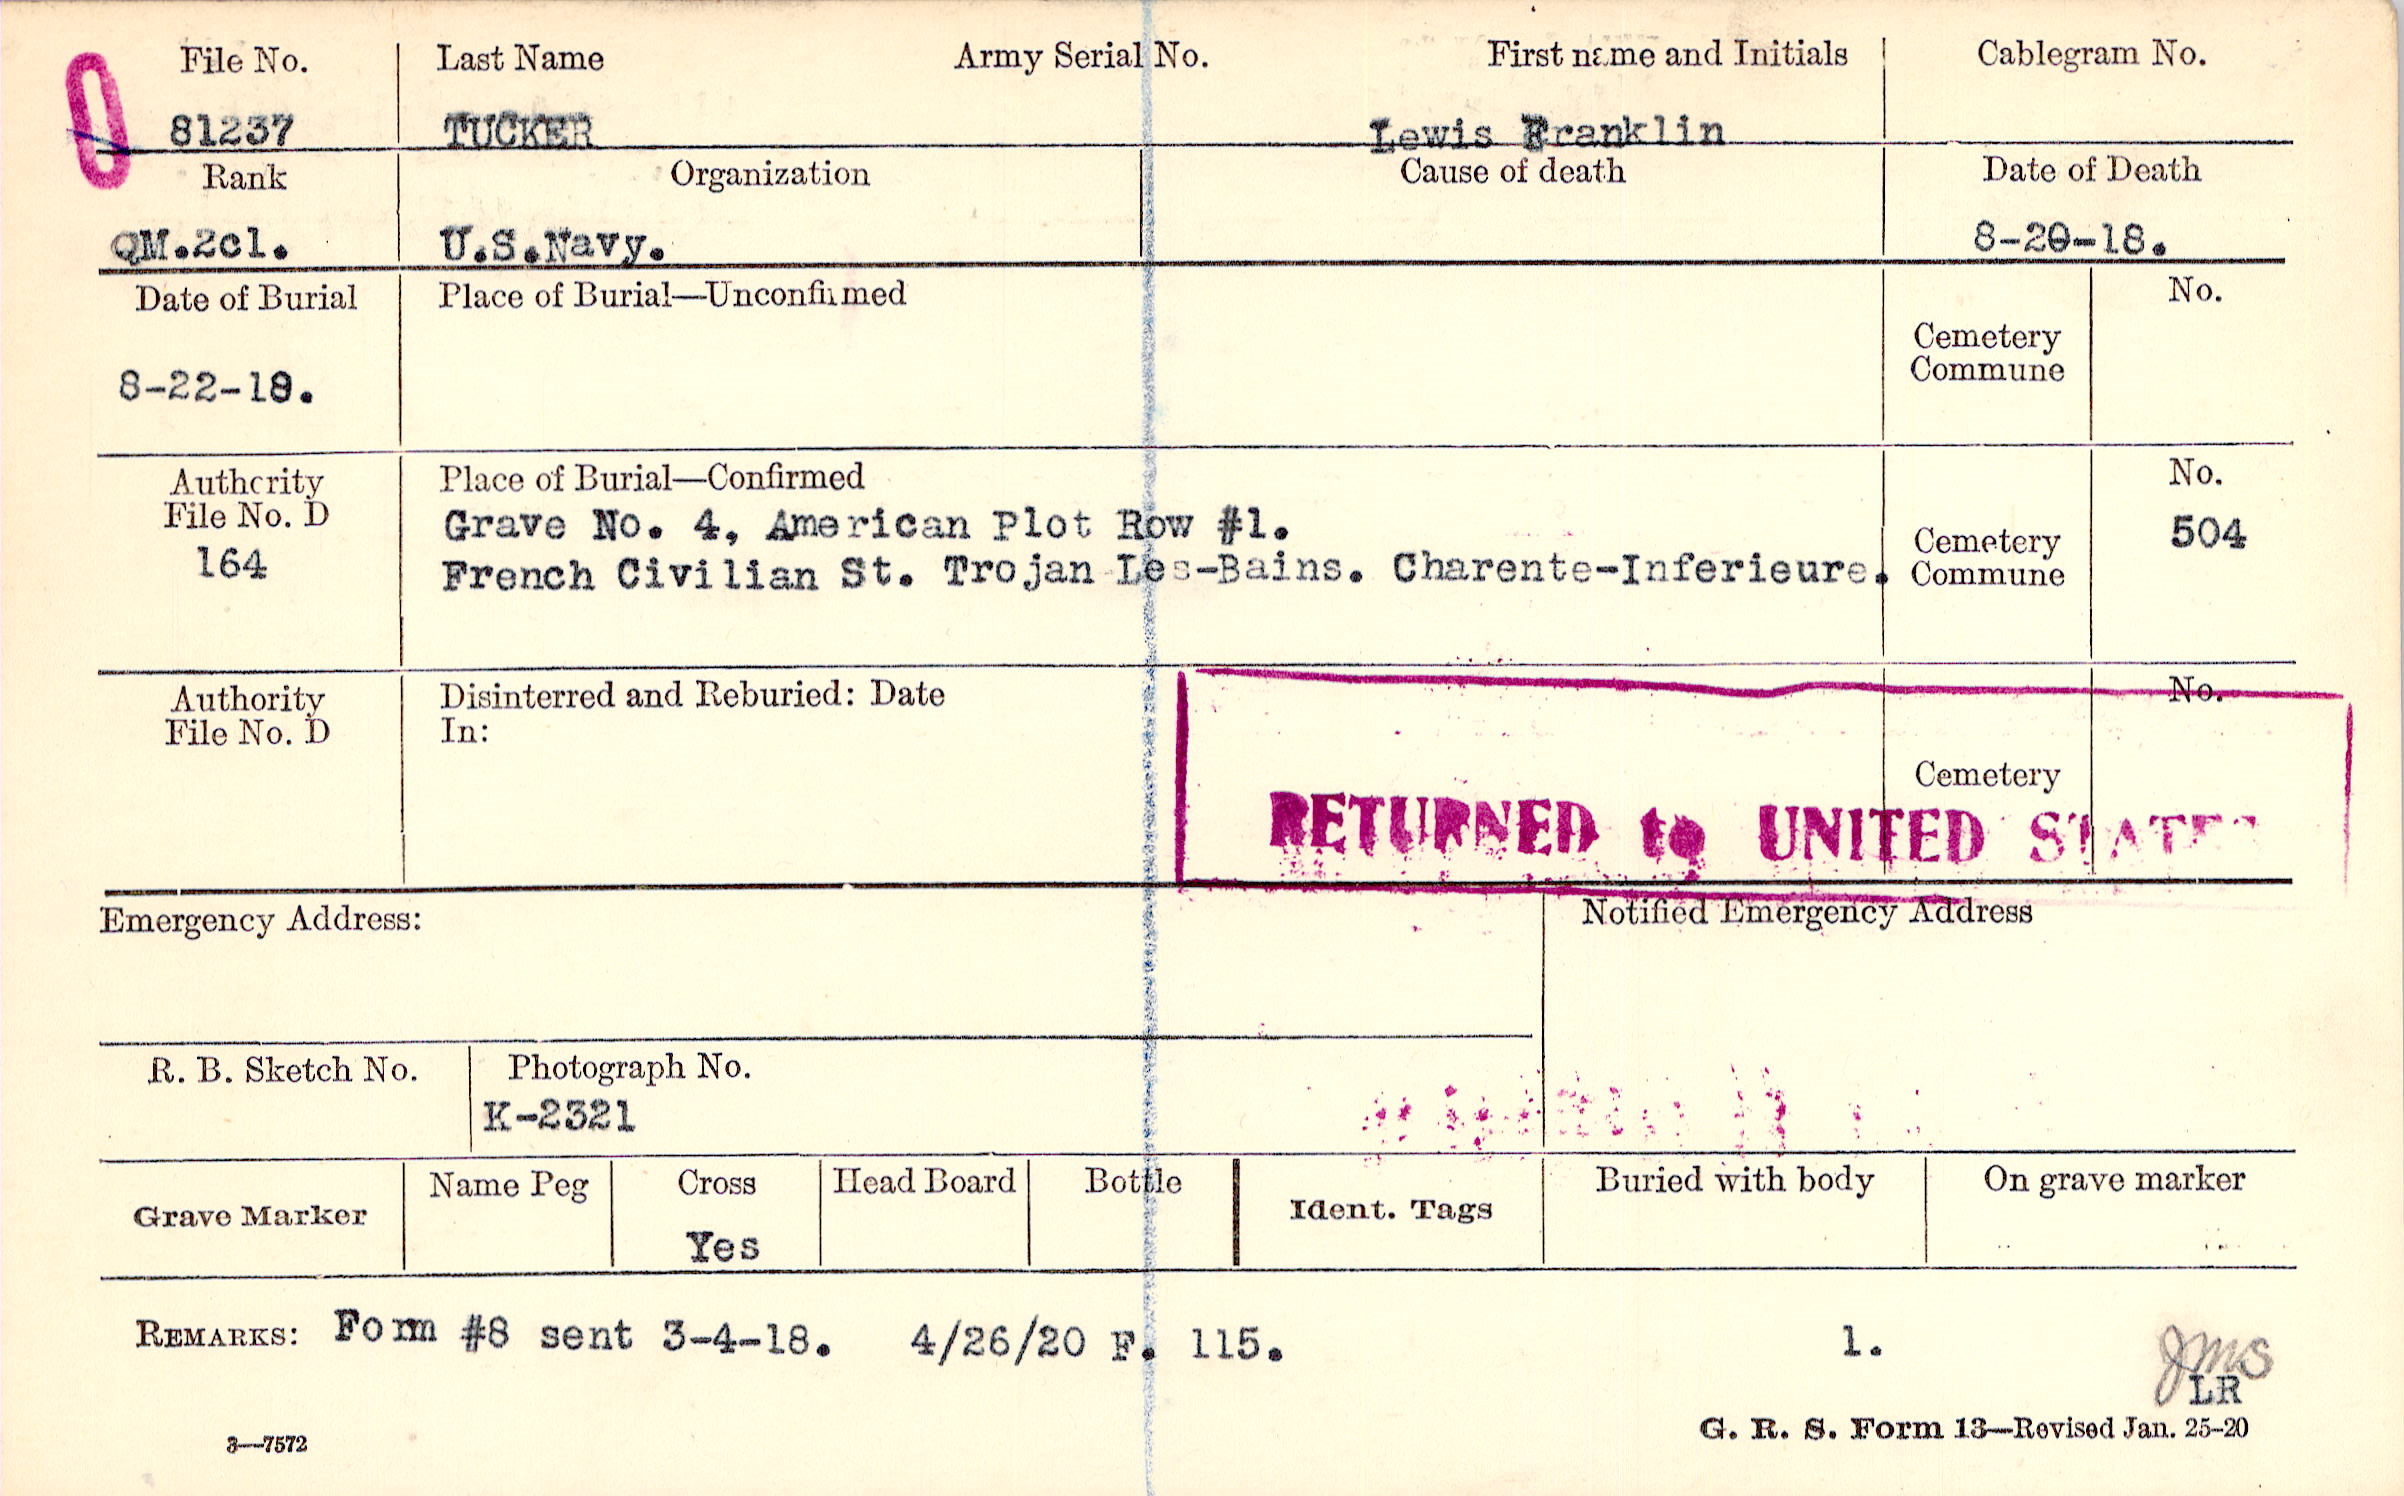 File No. Last Name Army Serial No. First name and Initials Cablegram No.
81237 TUCKER Lewis Franklin
Rank Organization Cause of death Date of Death
QM.2cl. U.S.Navy. 8-20-18.
Date of Burial Place of Burial—Unconfirmed No.
Cemetery
Commune
8-22-18.
Authority Place of Burial—Confirmed No.
File No. D Grave No. 4, American Plot Row #1. 504
164 French Civilian St. Trojan Les-Bains. Charente-Inferieure. Cemetery
Commune
Authority Disinterred and Reburied: Date No.
File No. D In:
Cemetery
RETURNED to UNITED STATES
Emergency Address: Notified Emergency Address
R. B. Sketch No. Photograph No.
K-2321
Grave Marker Name Peg Cross Head Board Bottle Ident. Tags Buried with body On grave marker
Yes
REMARKS: Form #8 sent 3-4-18. 4/26/20 F. 115. 1.
JMS
LR
3—7572 G. R. S. Form 13—Revised Jan. 25-20